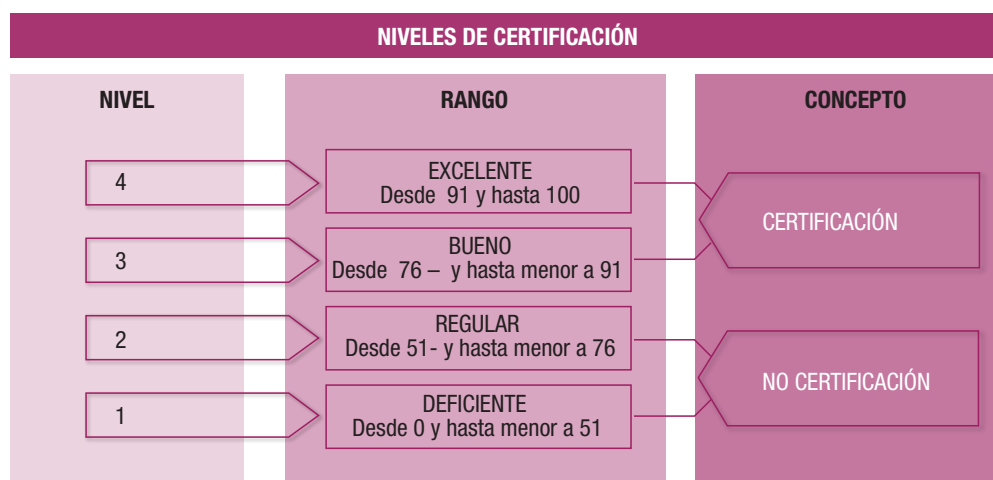 NIVELES DE CERTIFICACIÓN
NIVEL
RANGO
CONCEPTO
4
EXCELENTE
Desde 91 y hasta 100
CERTIFICACIÓN
3
BUENO
Desde 76 – y hasta menor a 91
2
REGULAR
Desde 51- y hasta menor a 76
NO CERTIFICACIÓN
1
DEFICIENTE
Desde 0 y hasta menor a 51